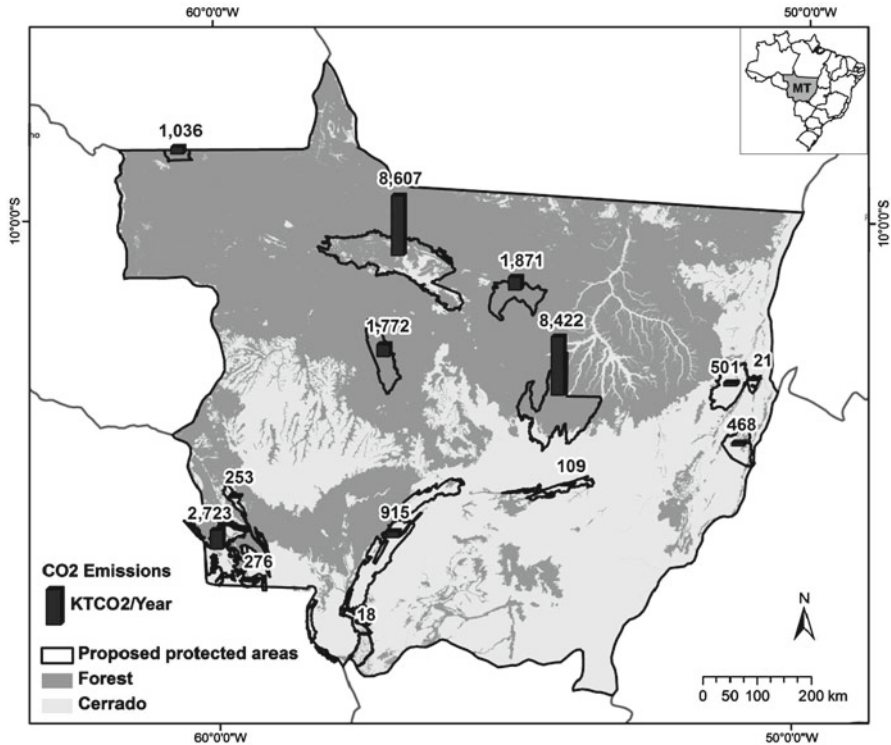 60°0'0"W
50°0'0"W
MT
1,036
8,607
10°0'0"S
10°0'0"S
1,871
1,772
8,422
501
21
468
253
109
2,723
915
276
CO2 Emissions
KTCO2/Year
18
N
Proposed protected areas
Forest
Cerrado
0 50 100 200 km
60°0'0"W
50°0'0"W